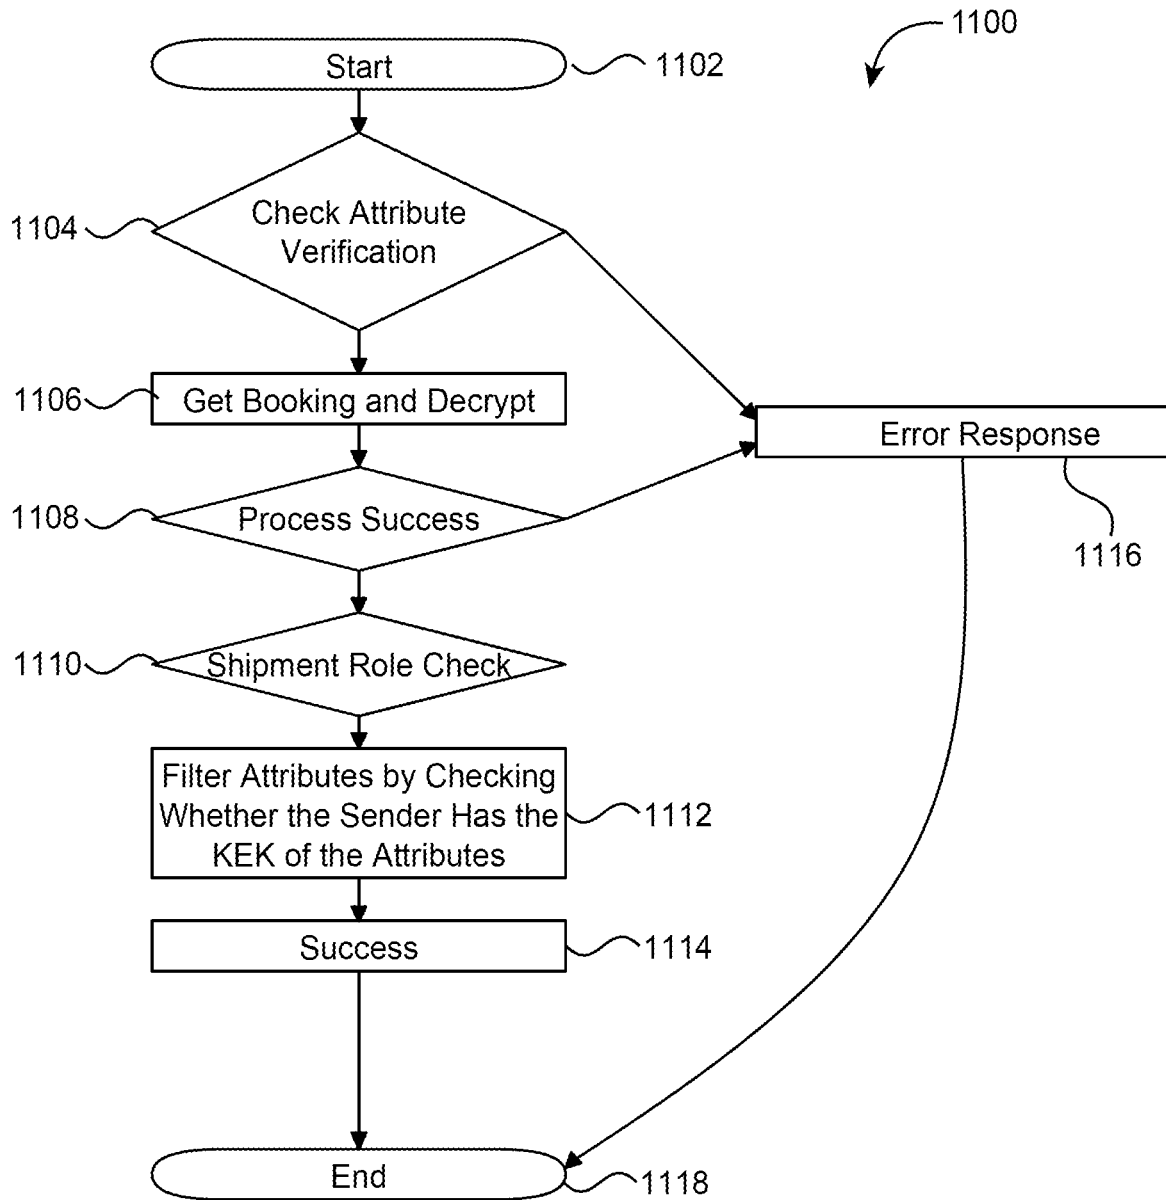 1100
Start
1102
1104
Check Attribute
Verification
1106
Get Booking and Decrypt
Error Response
1108
Process Success
1116
1110
Shipment Role Check
Filter Attributes by Checking
Whether the Sender Has the
KEK of the Attributes
1112
Success
1114
End
1118